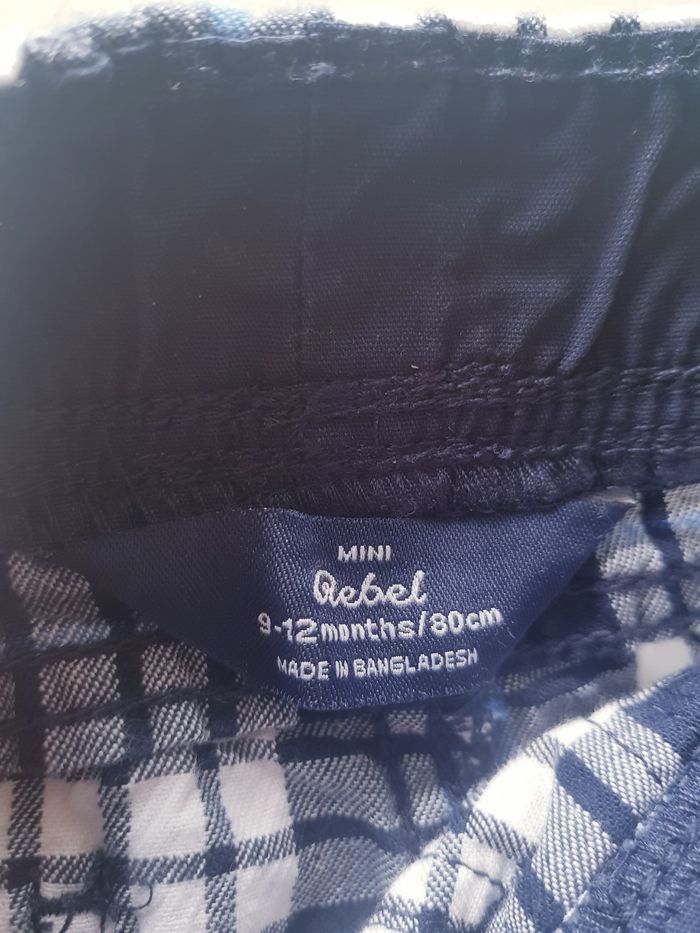 MINI
Rebel
9-12months/80cm
MADE IN BANGLADESH